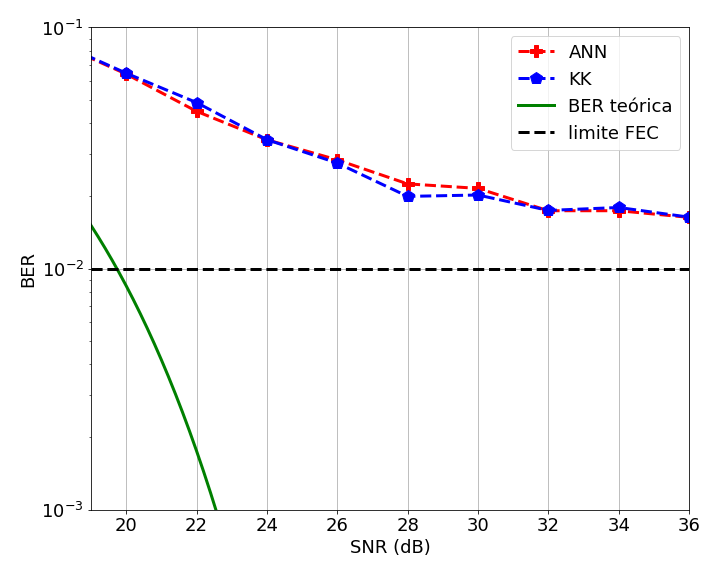 10⁻¹
10⁻²
10⁻³
BER
ANN
KK
BER teórica
limite FEC
20 22 24 26 28 30 32 34 36
SNR (dB)